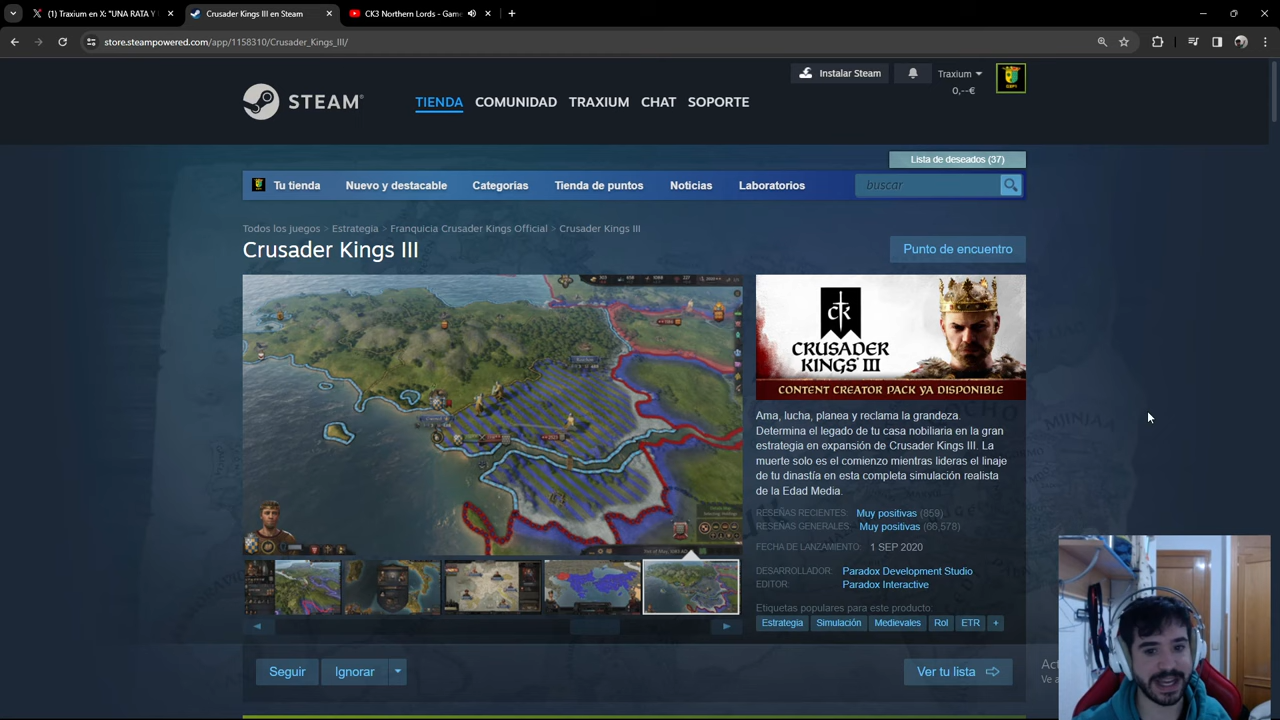 (1) Traxium en X: "UNA RATA Y
Crusader Kings III en Steam
CK3 Northern Lords - Game
store.steampowered.com/app/1158310/Crusader_Kings_III/
Instalar Steam
Traxium
0,--€
STEAM
TIENDA COMUNIDAD TRAXIUM CHAT SOPORTE
Lista de deseados (37)
Tu tienda Nuevo y destacable Categorías Tienda de puntos Noticias Laboratorios buscar
Todos los juegos > Estrategia > Franquicia Crusader Kings Official > Crusader Kings III
Crusader Kings III
Punto de encuentro
CRUSADER
KINGS III
CONTENT CREATOR PACK YA DISPONIBLE
Ama, lucha, planea y reclama la grandeza.
Determina el legado de tu casa nobiliaria en la gran
estrategia en expansión de Crusader Kings III. La
muerte solo es el comienzo mientras lideras el linaje
de tu dinastía en esta completa simulación realista
de la Edad Media.
RESEÑAS RECIENTES: Muy positivas (859)
RESEÑAS GENERALES: Muy positivas (66,578)
FECHA DE LANZAMIENTO: 1 SEP 2020
DESARROLLADOR: Paradox Development Studio
EDITOR: Paradox Interactive
Etiquetas populares para este producto:
Estrategia Simulación Medievales Rol ETR +
Seguir Ignorar
Ver tu lista
Act
Ve a